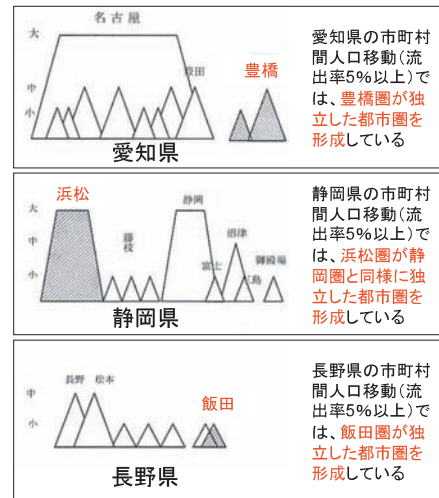 名古屋
大
中
小
豊田
豊橋
愛知県
愛知県の市町村
間人口移動(流
出率5%以上)で
は、豊橋圏が独
立した都市圏を
形成している
浜松
静岡
大
中
小
藤枝
富士
沼津
三島
御殿場
静岡県
静岡県の市町村
間人口移動(流
出率5%以上)で
は、浜松圏が静
岡圏と同様に独
立した都市圏を
形成している
中
小
長野 松本
飯田
長野県
長野県の市町村
間人口移動(流
出率5%以上)で
は、飯田圏が独
立した都市圏を
形成している